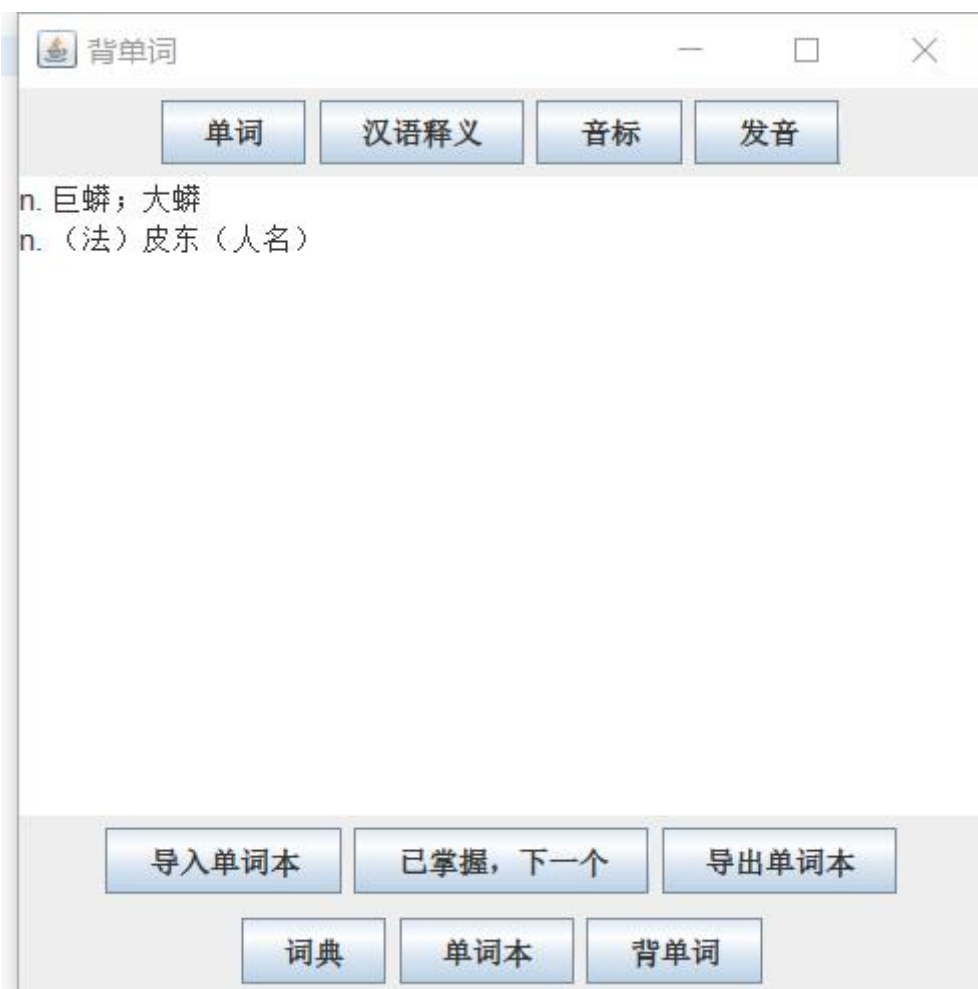 背单词
单词 汉语释义 音标 发音
n. 巨蟒；大蟒
n. （法）皮东（人名）
导入单词本 已掌握，下一个 导出单词本
词典 单词本 背单词